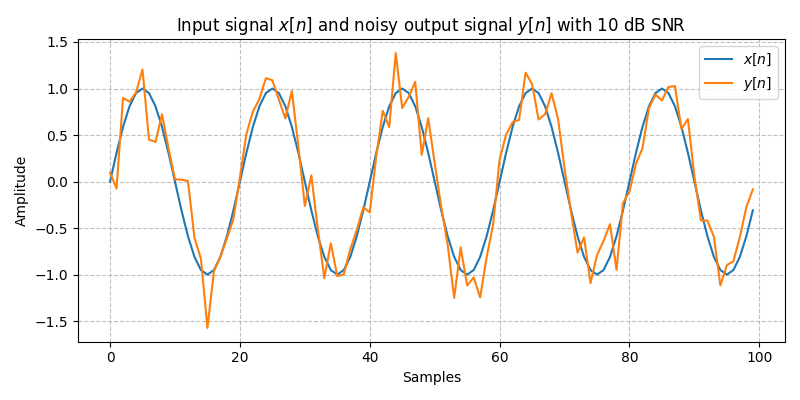 Input signal x[n] and noisy output signal y[n] with 10 dB SNR
1.5
1.0
0.5
0.0
−0.5
−1.0
−1.5
Amplitude
x[n]
y[n]
0 20 40 60 80 100
Samples